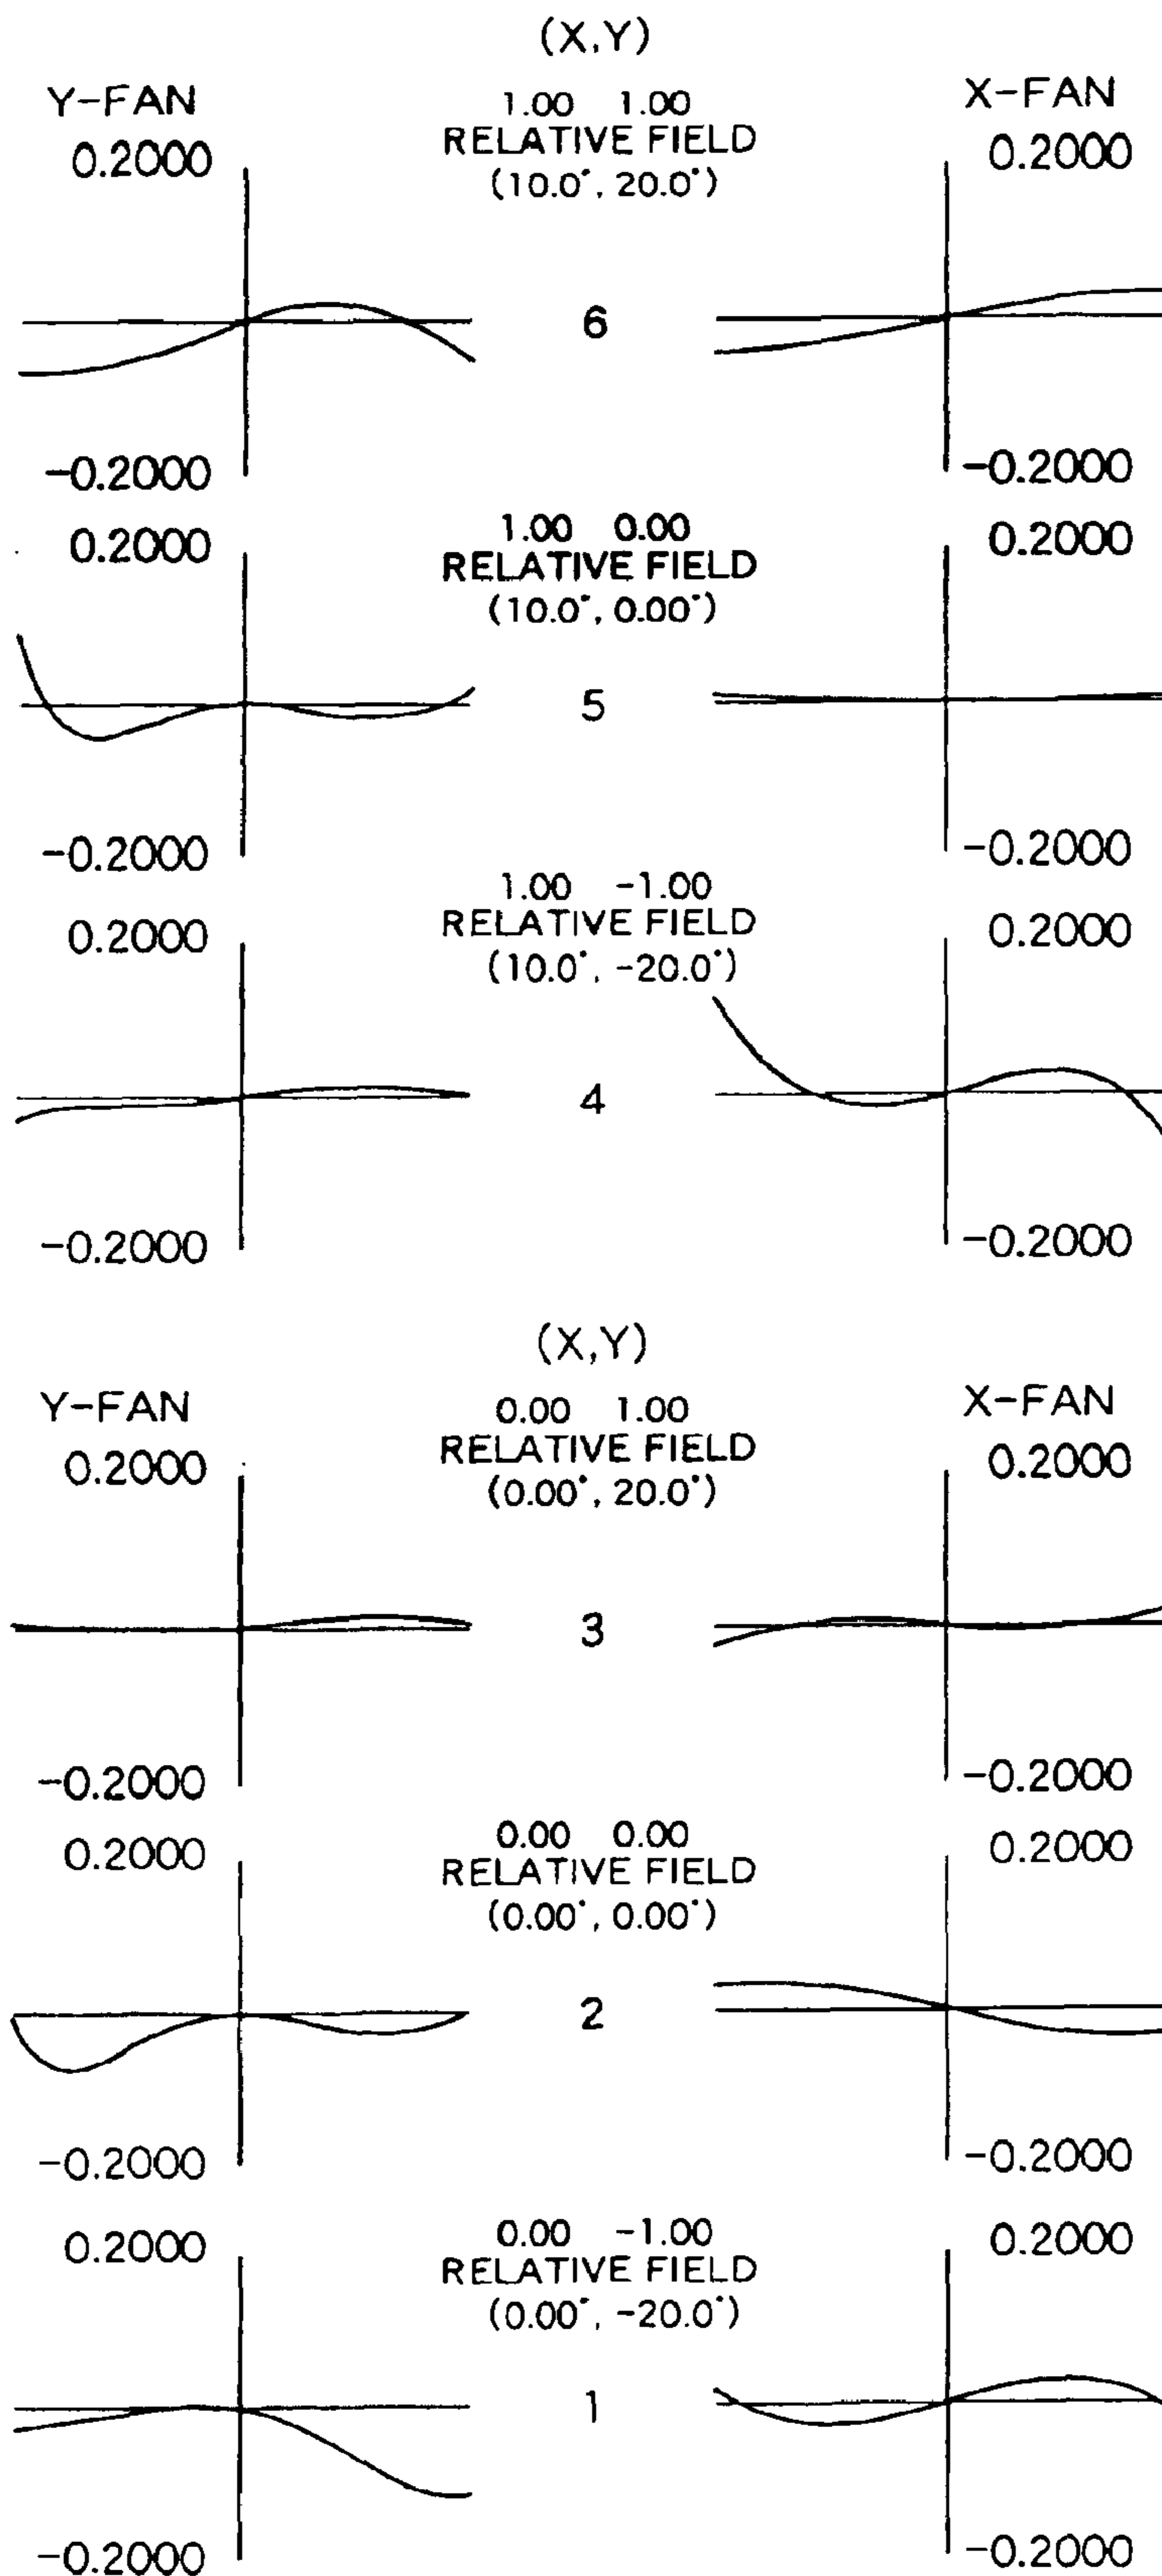 (X,Y)
Y-FAN 1.00 1.00 X-FAN
0.2000 RELATIVE FIELD 0.2000
(10.0°, 20.0°)
6
-0.2000 -0.2000
0.2000 1.00 0.00 0.2000
RELATIVE FIELD
(10.0°, 0.00°)
5
-0.2000 -0.2000
1.00 -1.00
0.2000 RELATIVE FIELD 0.2000
(10.0°, -20.0°)
4
-0.2000 -0.2000
(X,Y)
Y-FAN 0.00 1.00 X-FAN
0.2000 RELATIVE FIELD 0.2000
(0.00°, 20.0°)
3
-0.2000 -0.2000
0.00 0.00
0.2000 RELATIVE FIELD 0.2000
(0.00°, 0.00°)
2
-0.2000 -0.2000
0.00 -1.00
0.2000 RELATIVE FIELD 0.2000
(0.00°, -20.0°)
1
-0.2000 -0.2000